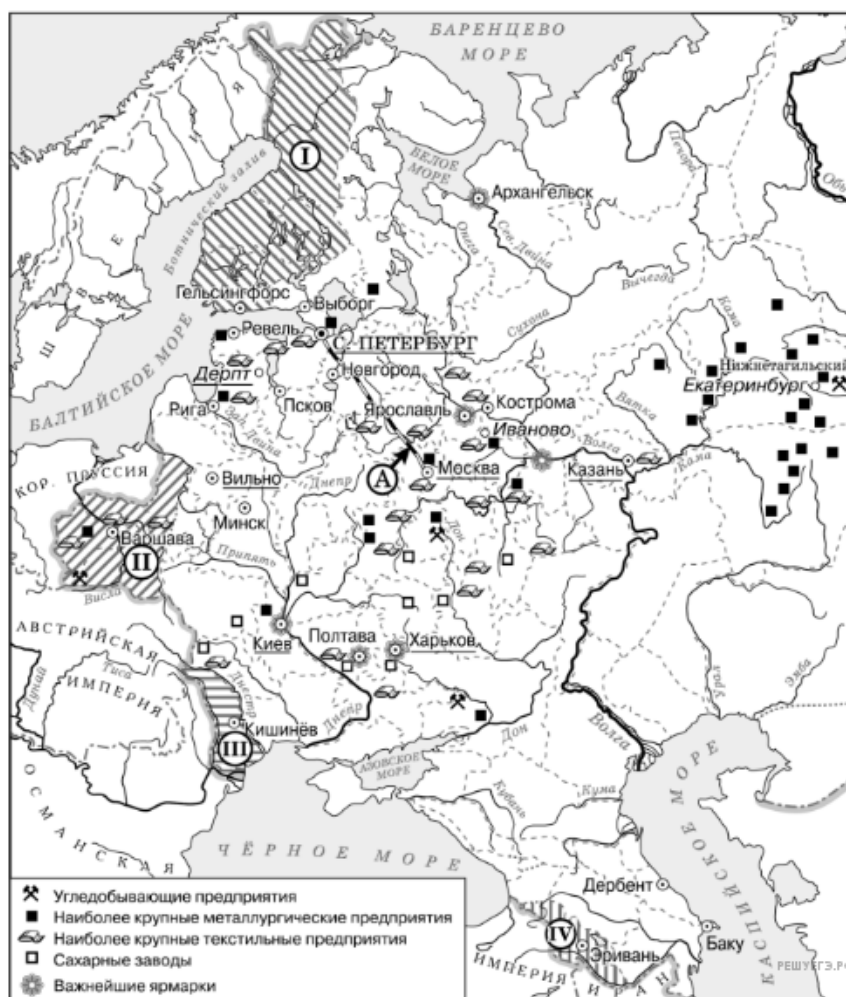 БАРЕНЦЕВО
МОРЕ
Печора
Обь
БЕЛОЕ
МОРЕ
Архангельск
I
Ботнический залив
Онега
Сев. Двина
Вычегда
Сухона
Кама
ШВЕЦИЯ
Гельсингфорс
Выборг
Ревель
С.-ПЕТЕРБУРГ
Новгород
Дерпт
Псков
БАЛТИЙСКОЕ МОРЕ
Рига
Зап. Двина
Ярославль
Кострома
Иваново
Вятка
Нижнетагильский
Екатеринбург
Волга
Казань
Кама
А
Москва
КОР. ПРУССИЯ
Вильно
Днепр
Минск
Дон
Варшава
II
Припять
Висла
Киев
Полтава
Харьков
АВСТРИЙСКАЯ
ИМПЕРИЯ
Тиса
Дунай
Днестр
Днепр
Кишинёв
III
Дон
Волга
Урал
Эмба
АЗОВСКОЕ
МОРЕ
ОСМАНСКАЯ
Кубань
Кума
ЧЁРНОЕ МОРЕ
КАСПИЙСКОЕ МОРЕ
Дербент
IV
Эривань
Баку
ИМПЕРИЯ
ИРАН
Угледобывающие предприятия
Наиболее крупные металлургические предприятия
Наиболее крупные текстильные предприятия
Сахарные заводы
Важнейшие ярмарки
РЕШУЕГЭ.РФ